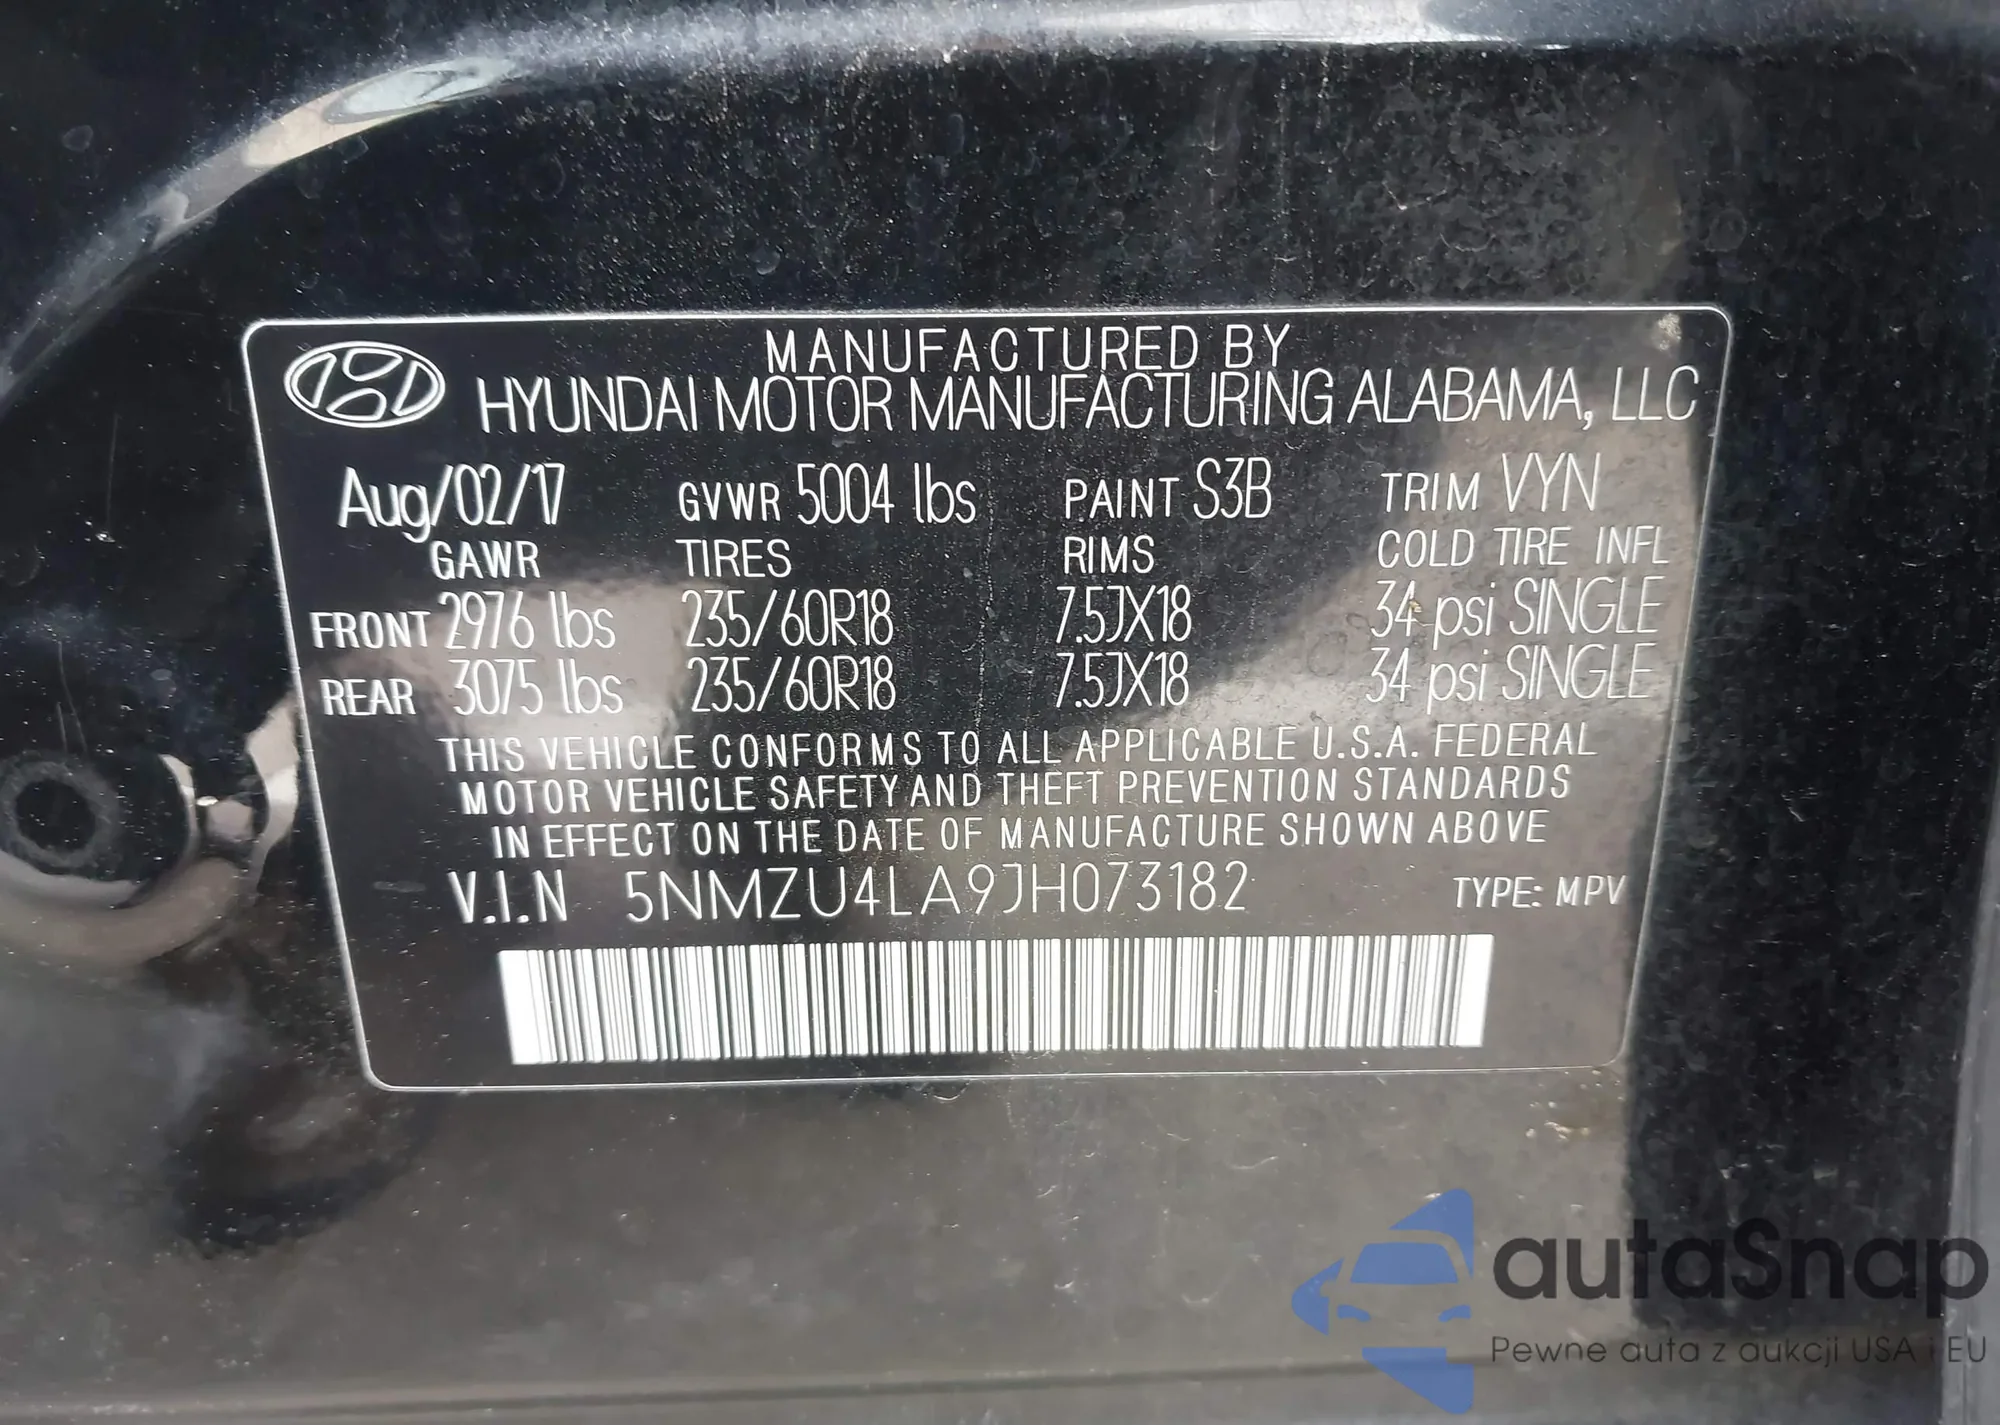 MANUFACTURED BY
HYUNDAI MOTOR MANUFACTURING ALABAMA, LLC
Aug/02/17 GVWR 5004 lbs PAINT S3B TRIM VYN
GAWR TIRES RIMS COLD TIRE INFL
FRONT 2976 lbs 235/60R18 7.5JX18 34 psi SINGLE
REAR 3075 lbs 235/60R18 7.5JX18 34 psi SINGLE
THIS VEHICLE CONFORMS TO ALL APPLICABLE U.S.A. FEDERAL
MOTOR VEHICLE SAFETY AND THEFT PREVENTION STANDARDS
IN EFFECT ON THE DATE OF MANUFACTURE SHOWN ABOVE
V.I.N 5NMZU4LA9JH073182 TYPE: MPV
autaSnap
Pewne auta z aukcji USA i EU